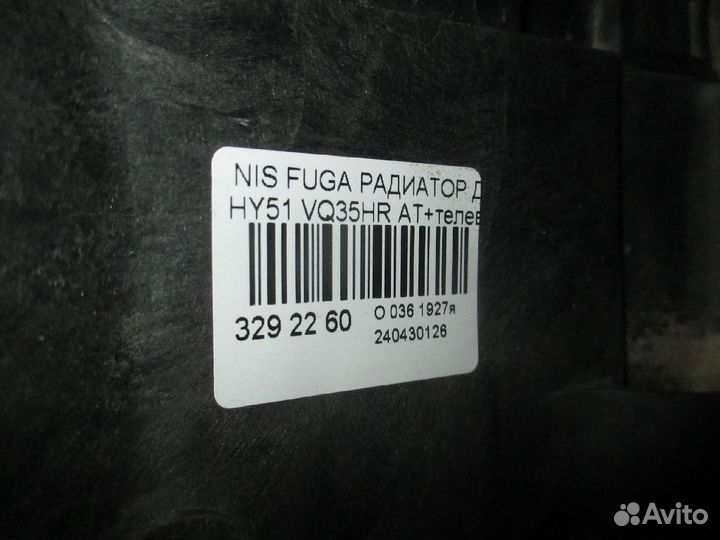 NIS FUGA РАДИАТОР Д
HY51 VQ35HR AT+телев
329 22 60
О 036 1927я
240430126
Avito